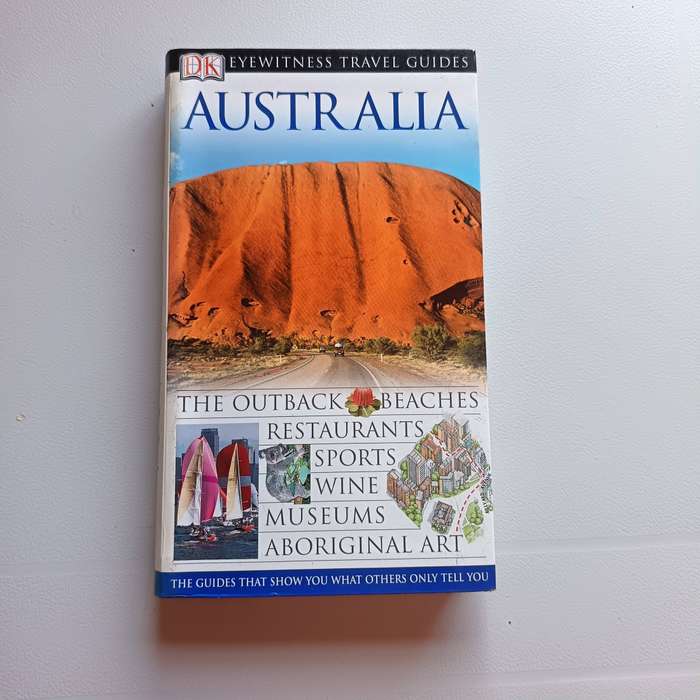 DK EYEWITNESS TRAVEL GUIDES
AUSTRALIA
THE OUTBACK BEACHES
RESTAURANTS
SPORTS
WINE
MUSEUMS
ABORIGINAL ART
THE GUIDES THAT SHOW YOU WHAT OTHERS ONLY TELL YOU